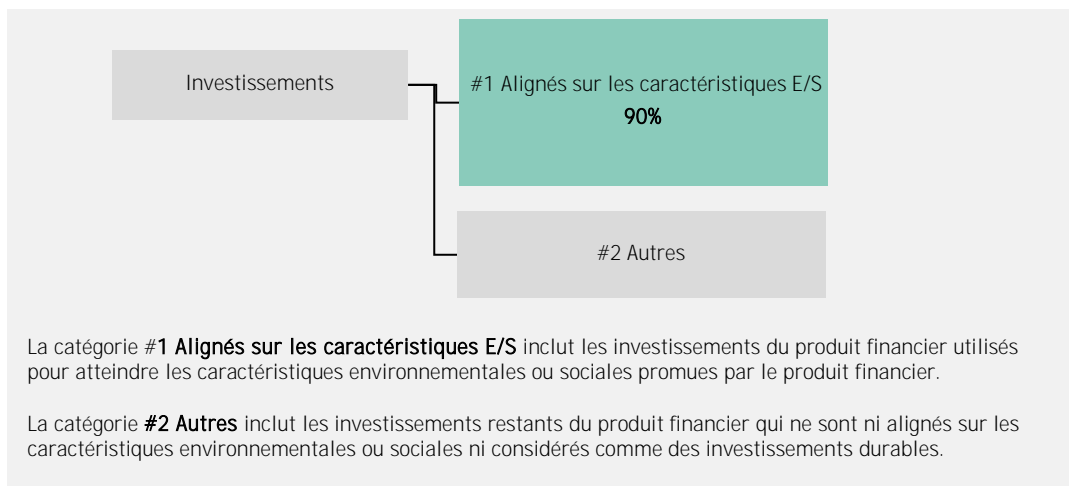 Investissements
#1 Alignés sur les caractéristiques E/S
90%
#2 Autres
La catégorie #1 Alignés sur les caractéristiques E/S inclut les investissements du produit financier utilisés
pour atteindre les caractéristiques environnementales ou sociales promues par le produit financier.
La catégorie #2 Autres inclut les investissements restants du produit financier qui ne sont ni alignés sur les
caractéristiques environnementales ou sociales ni considérés comme des investissements durables.